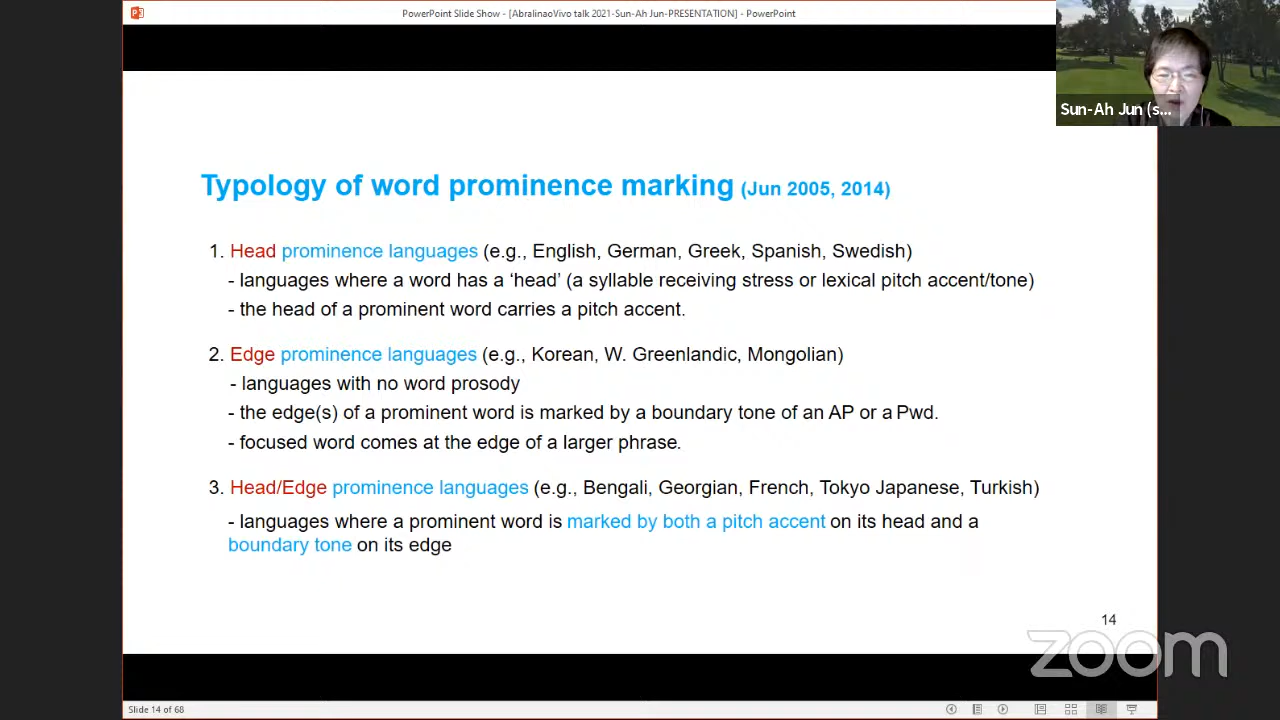 PowerPoint Slide Show - [AbralinaoVivo talk 2021-Sun-Ah Jun-PRESENTATION] - PowerPoint
Sun-Ah Jun (s...
Typology of word prominence marking (Jun 2005, 2014)
1. Head prominence languages (e.g., English, German, Greek, Spanish, Swedish)
- languages where a word has a ‘head’ (a syllable receiving stress or lexical pitch accent/tone)
- the head of a prominent word carries a pitch accent.
2. Edge prominence languages (e.g., Korean, W. Greenlandic, Mongolian)
- languages with no word prosody
- the edge(s) of a prominent word is marked by a boundary tone of an AP or a Pwd.
- focused word comes at the edge of a larger phrase.
3. Head/Edge prominence languages (e.g., Bengali, Georgian, French, Tokyo Japanese, Turkish)
- languages where a prominent word is marked by both a pitch accent on its head and a
boundary tone on its edge
14
zoom
Slide 14 of 68